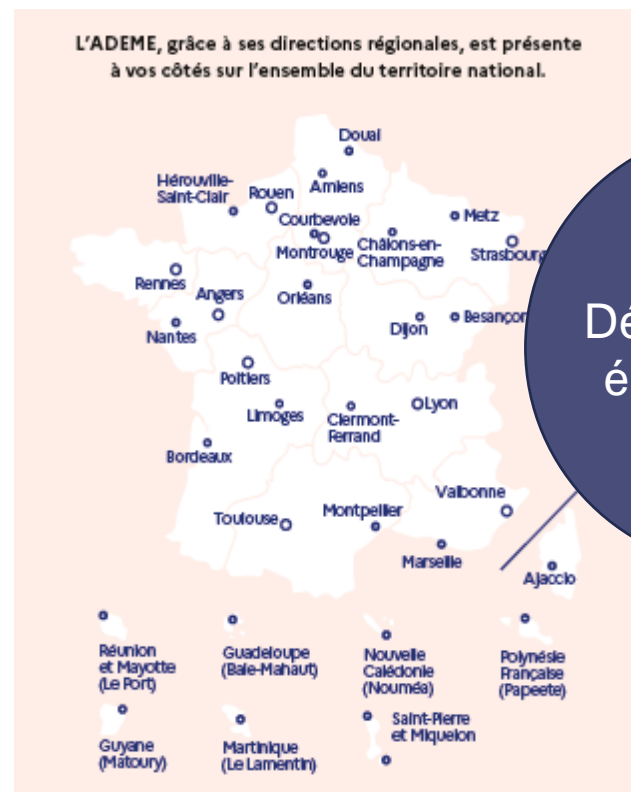 L'ADEME, grâce à ses directions régionales, est présente
à vos côtés sur l'ensemble du territoire national.
Douai
Hérouville-
Saint-Clair
Rouen
Amiens
Courbevoie
Metz
Montrouge
Châlons-en-
Champagne
Strasbourg
Rennes
Angers
Orléans
Nantes
Dijon
Besançon
Poitiers
Limoges
Clermont-
Ferrand
Lyon
Bordeaux
Valbonne
Toulouse
Montpellier
Marseille
Ajaccio
Dé
é
Réunion
et Mayotte
(Le Port)
Guadeloupe
(Baie-Mahaut)
Nouvelle
Calédonie
(Nouméa)
Polynésie
Française
(Papeete)
Guyane
(Matoury)
Martinique
(Le Lamentin)
Saint-Pierre
et Miquelon